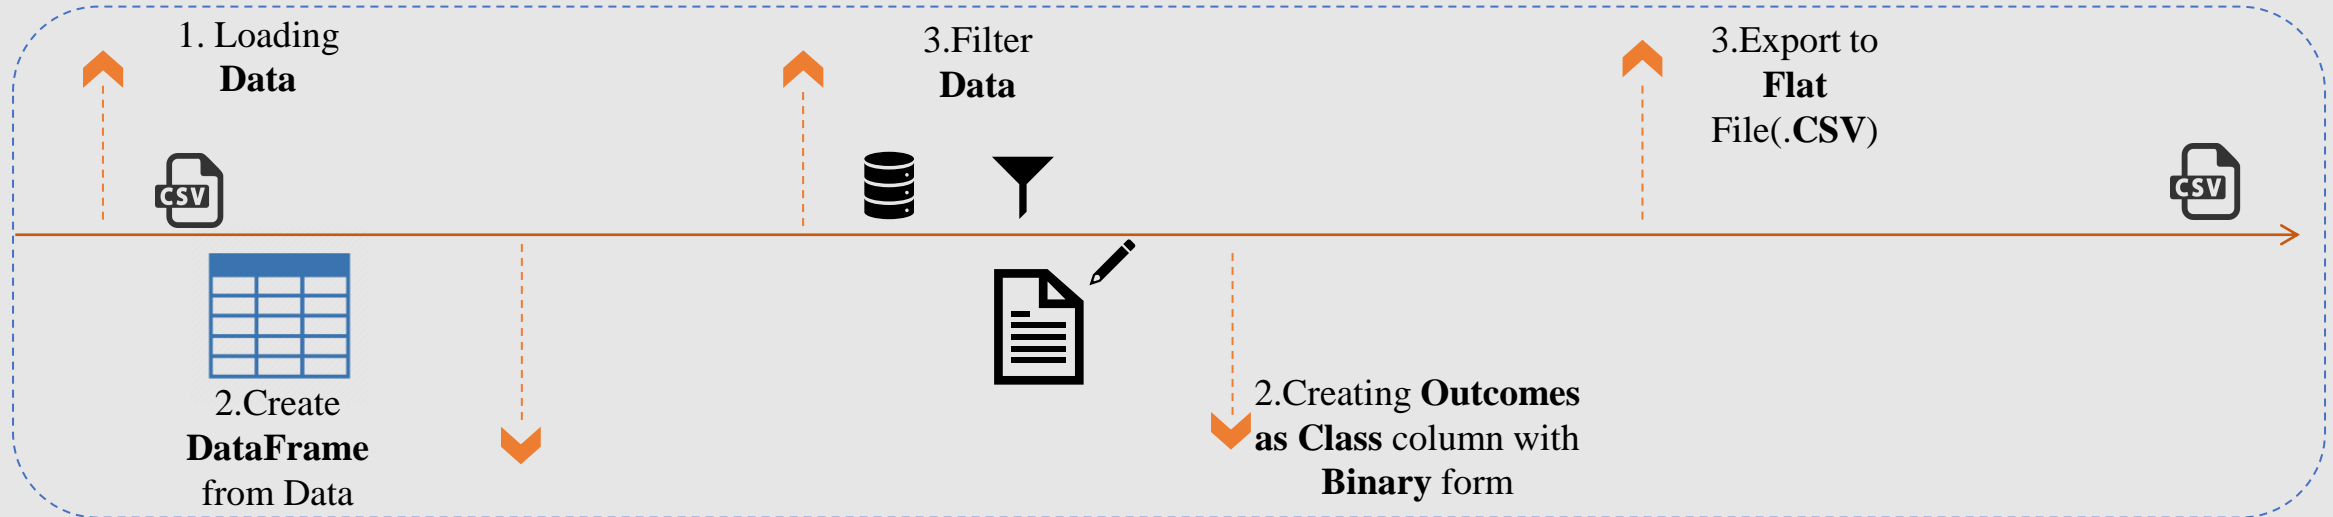 1. Loading
Data
CSV
2.Create
DataFrame
from Data
3.Filter
Data
2.Creating Outcomes
as Class column with
Binary form
3.Export to
Flat
File(.CSV)
CSV